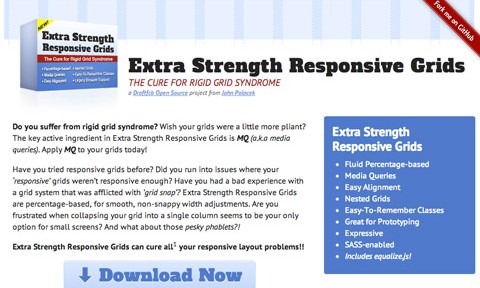 Fork me on GitHub
NEW!
Extra Strength
Responsive Grids
The Cure for Rigid Grid Syndrome
Extra Strength Responsive Grids
THE CURE FOR RIGID GRID SYNDROME
a Draftfcb Open Source project from John Polacek
Do you suffer from rigid grid syndrome? Wish your grids were a little more pliant?
The key active ingredient in Extra Strength Responsive Grids is MQ (a.k.a media
queries). Apply MQ to your grids today!
Have you tried responsive grids before? Did you run into issues where your
'responsive' grids weren't responsive enough? Have you had a bad experience with
a grid system that was afflicted with 'grid snap'? Extra Strength Responsive Grids
are percentage-based, for smooth, non-snappy width adjustments. Are you
frustrated when collapsing your grid into a single column seems to be your only
option for small screens? And what about those pesky phablets?!
Extra Strength Responsive Grids can cure all1 your responsive layout problems!!
⬇ Download Now
Extra Strength
Responsive Grids
• Fluid Percentage-based
• Media Queries
• Easy Alignment
• Nested Grids
• Easy-To-Remember Classes
• Great for Prototyping
• Expressive
• SASS-enabled
• Includes equalize.js!